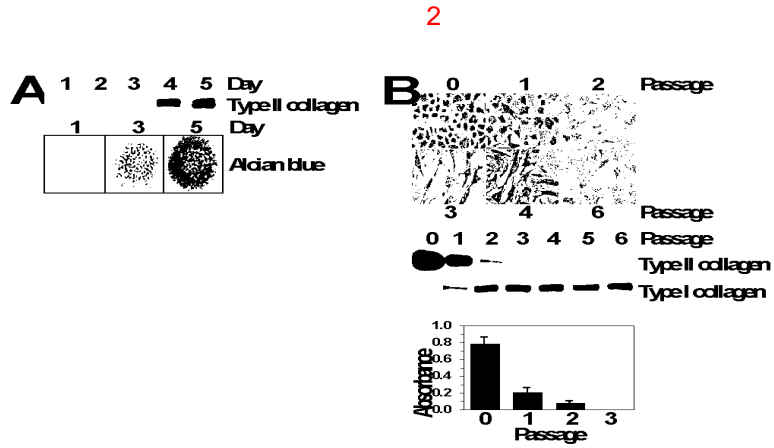 2
A
1 2 3 4 5 Day
Type II collagen
1 3 5 Day
Alcian blue
B
0 1 2 Passage
3 4 6 Passage
0 1 2 3 4 5 6 Passage
Type II collagen
Type I collagen
Absorbance
1.0
0.8
0.6
0.4
0.2
0.0
0 1 2 3
Passage